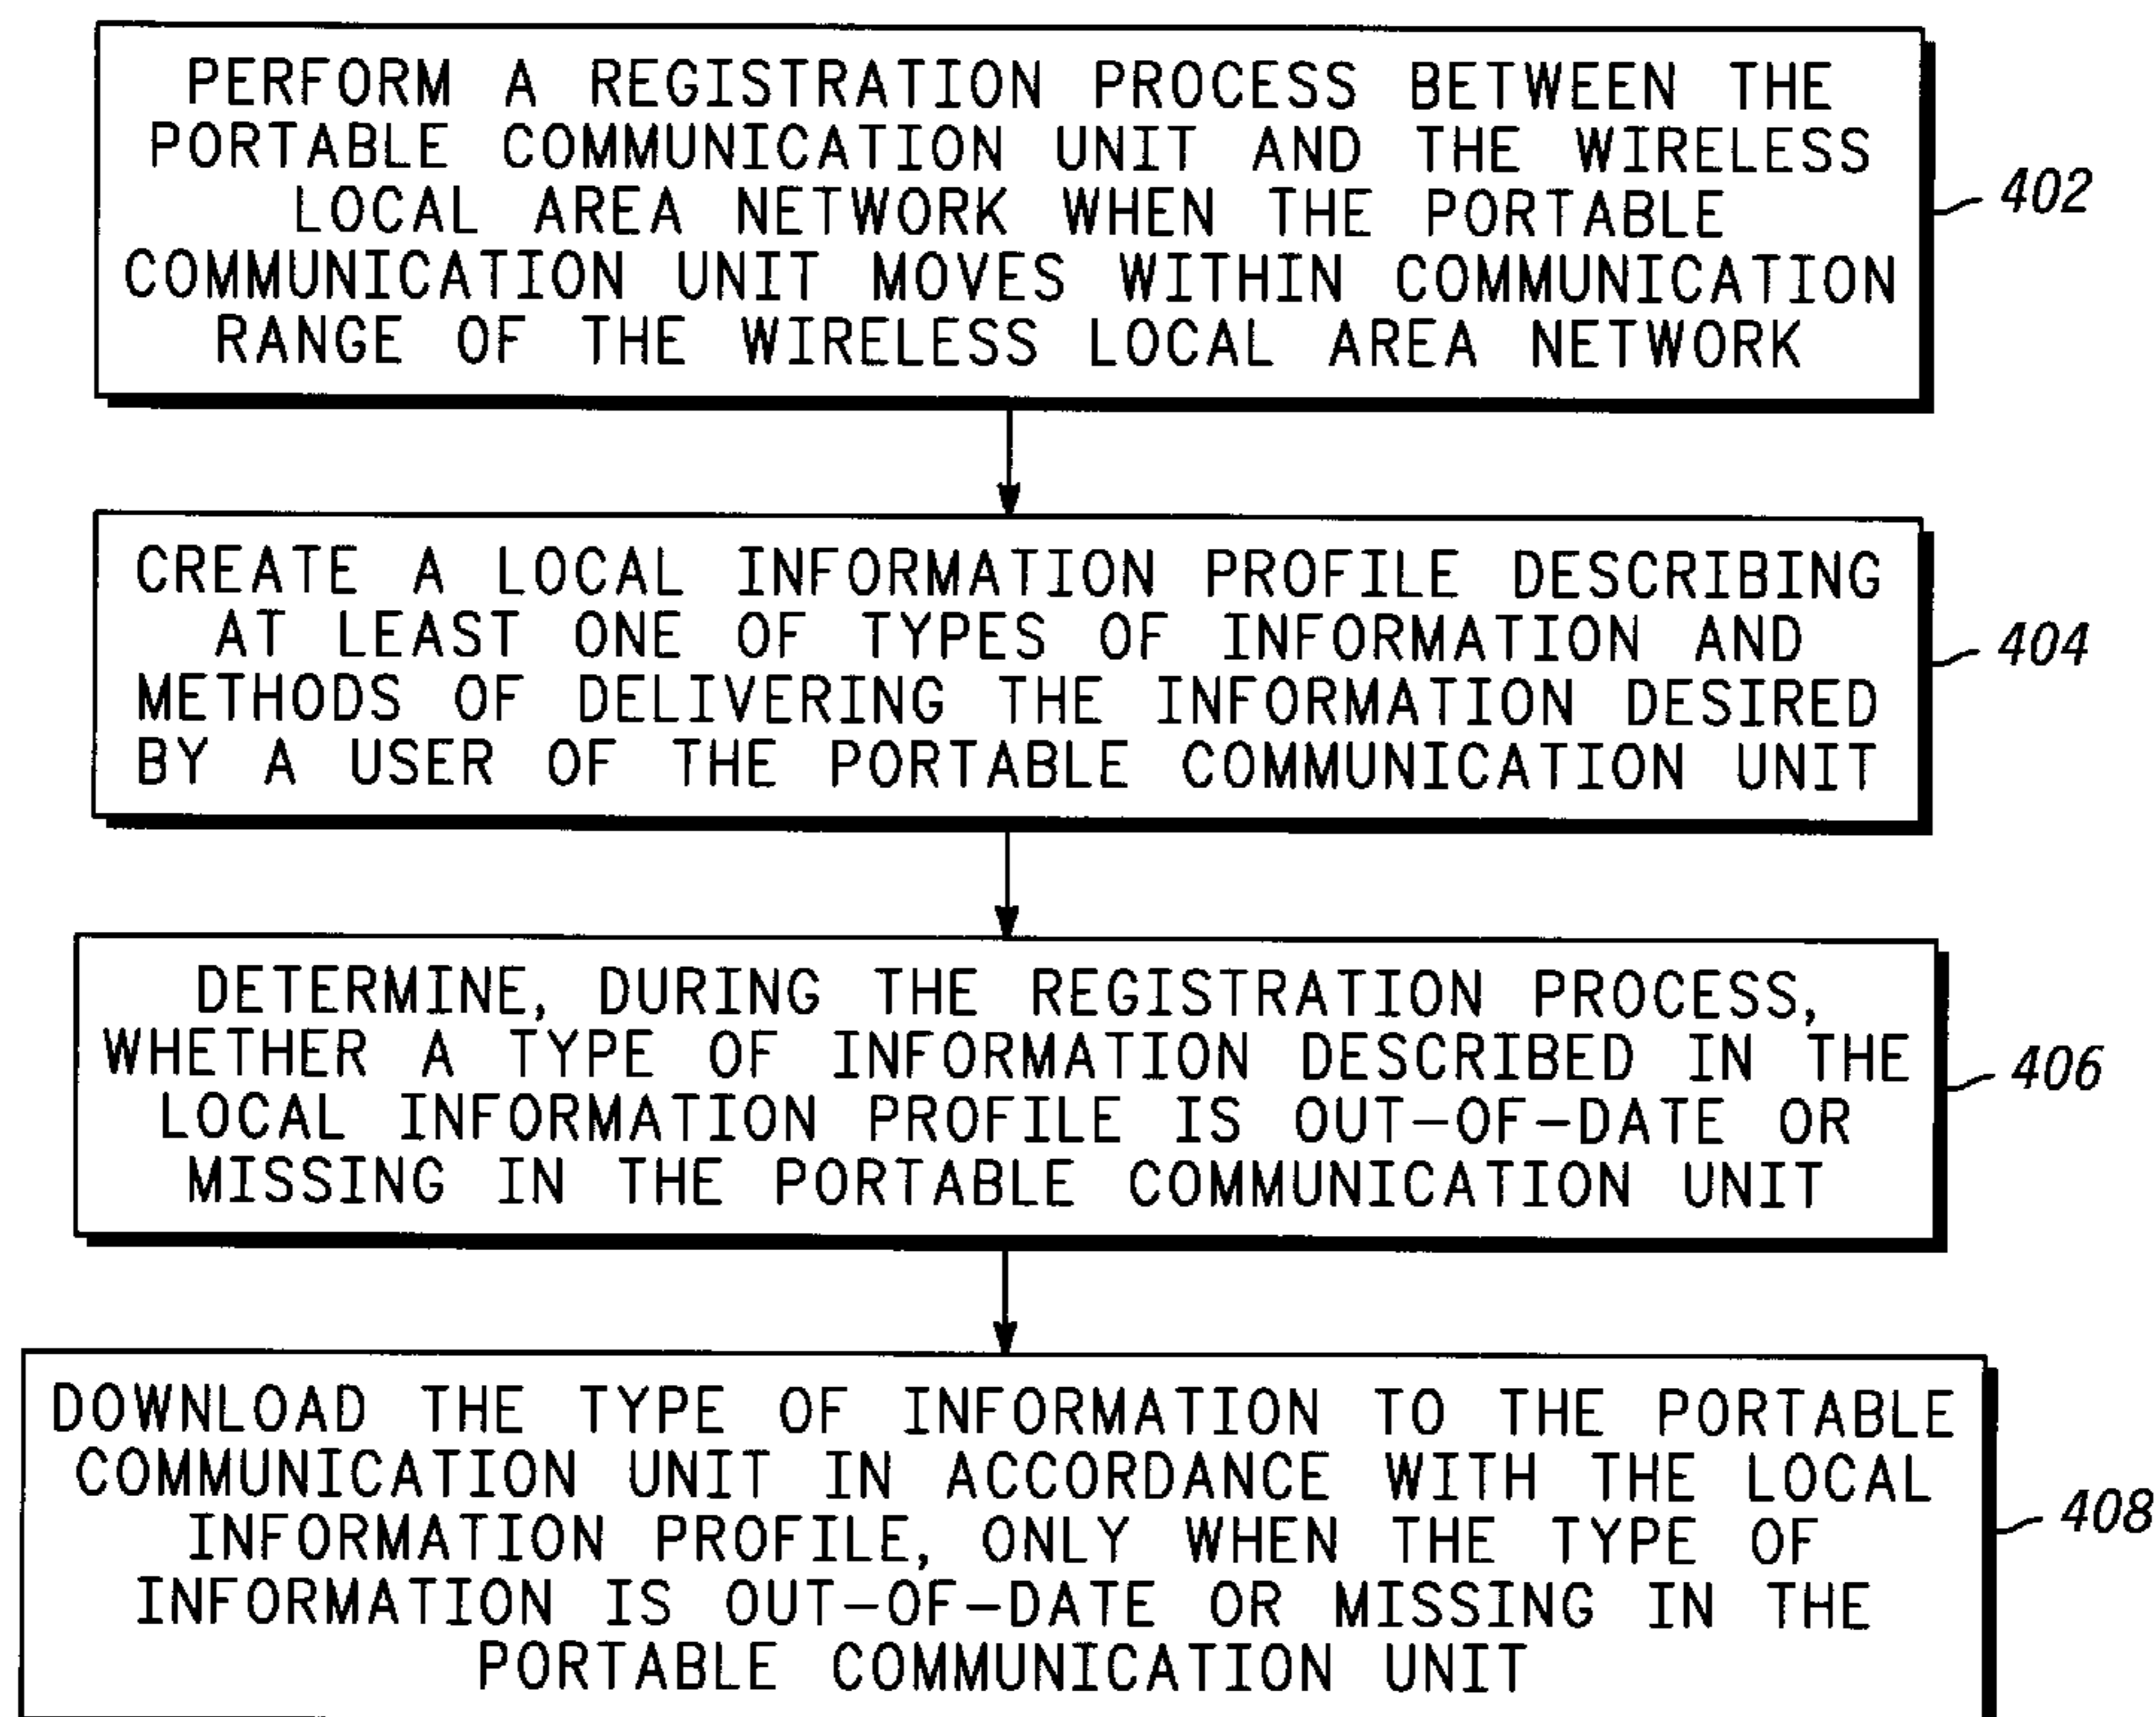 PERFORM A REGISTRATION PROCESS BETWEEN THE
PORTABLE COMMUNICATION UNIT AND THE WIRELESS
LOCAL AREA NETWORK WHEN THE PORTABLE
COMMUNICATION UNIT MOVES WITHIN COMMUNICATION
RANGE OF THE WIRELESS LOCAL AREA NETWORK
402
CREATE A LOCAL INFORMATION PROFILE DESCRIBING
AT LEAST ONE OF TYPES OF INFORMATION AND
METHODS OF DELIVERING THE INFORMATION DESIRED
BY A USER OF THE PORTABLE COMMUNICATION UNIT
404
DETERMINE, DURING THE REGISTRATION PROCESS,
WHETHER A TYPE OF INFORMATION DESCRIBED IN THE
LOCAL INFORMATION PROFILE IS OUT-OF-DATE OR
MISSING IN THE PORTABLE COMMUNICATION UNIT
406
DOWNLOAD THE TYPE OF INFORMATION TO THE PORTABLE
COMMUNICATION UNIT IN ACCORDANCE WITH THE LOCAL
INFORMATION PROFILE, ONLY WHEN THE TYPE OF
INFORMATION IS OUT-OF-DATE OR MISSING IN THE
PORTABLE COMMUNICATION UNIT
408